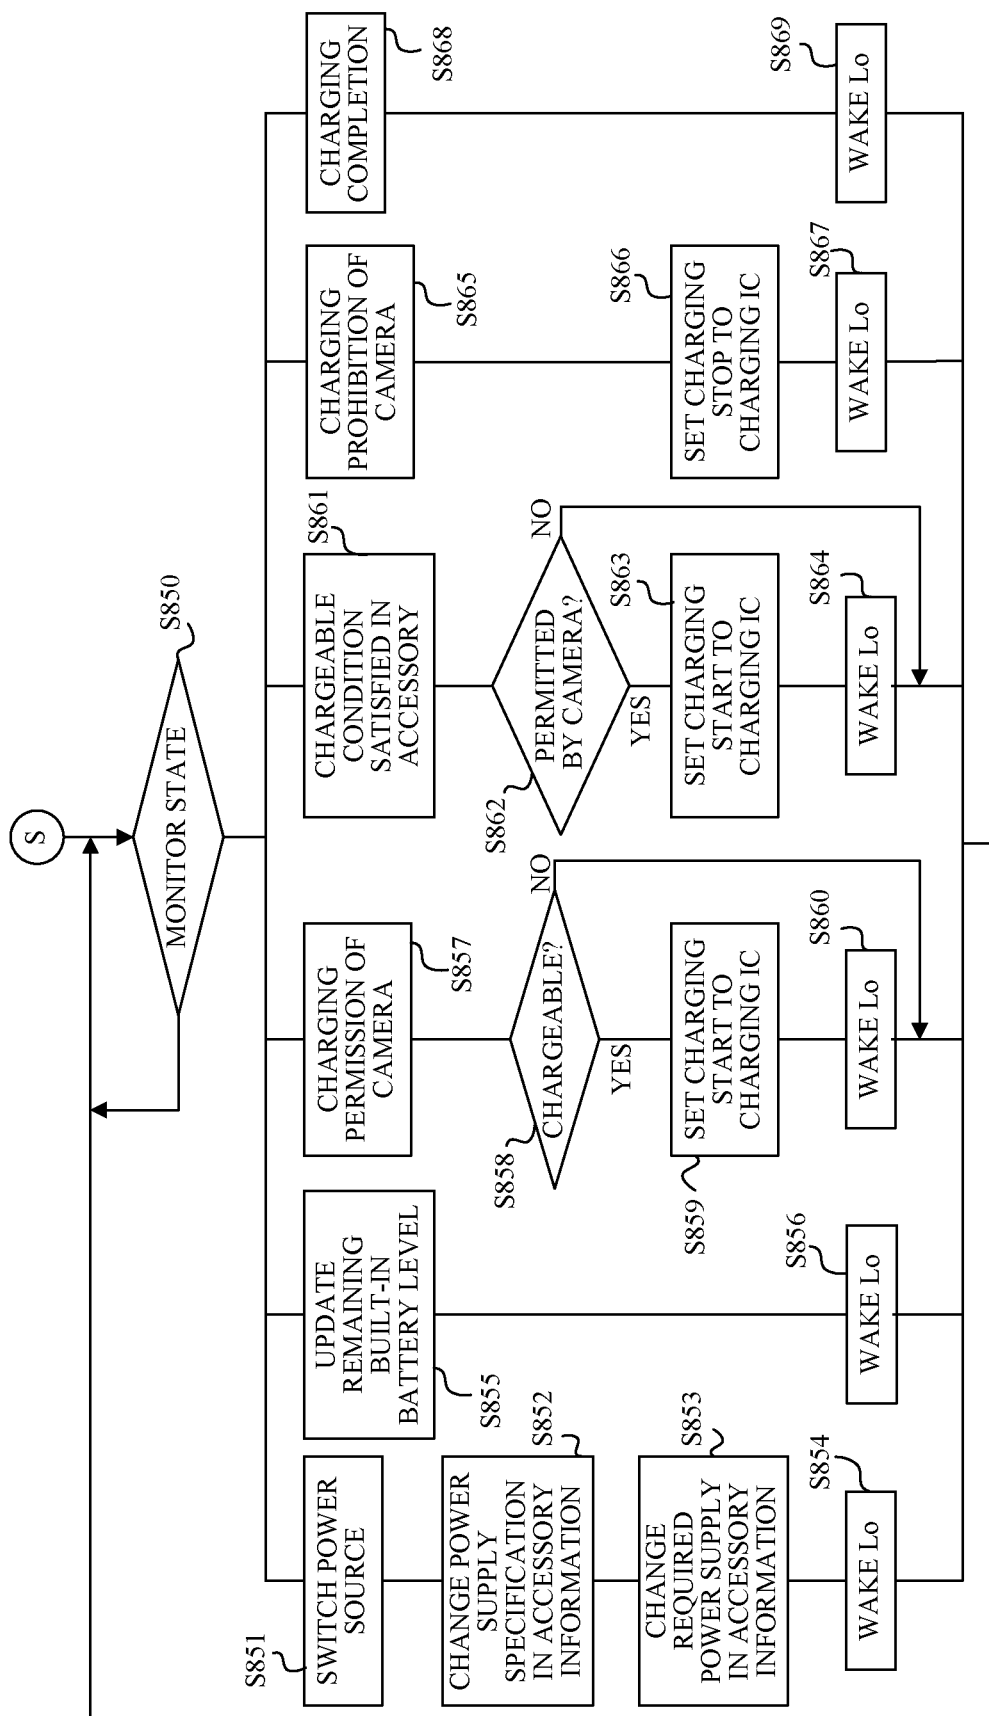 S
MONITOR STATE
S850
S851
SWITCH POWER
SOURCE
CHANGE POWER
SUPPLY
SPECIFICATION
IN ACCESSORY
INFORMATION
S852
CHANGE
REQUIRED
POWER SUPPLY
IN ACCESSORY
INFORMATION
S853
WAKE Lo
S854
UPDATE
REMAINING
BUILT-IN
BATTERY LEVEL
S855
WAKE Lo
S856
CHARGING
PERMISSION OF
CAMERA
S857
CHARGEABLE?
S858
NO
YES
SET CHARGING
START TO
CHARGING IC
S859
WAKE Lo
S860
CHARGEABLE
CONDITION
SATISFIED IN
ACCESSORY
S861
PERMITTED
BY CAMERA?
S862
NO
YES
SET CHARGING
START TO
CHARGING IC
S863
WAKE Lo
S864
CHARGING
PROHIBITION OF
CAMERA
S865
SET CHARGING
STOP TO
CHARGING IC
S866
WAKE Lo
S867
CHARGING
COMPLETION
S868
WAKE Lo
S869